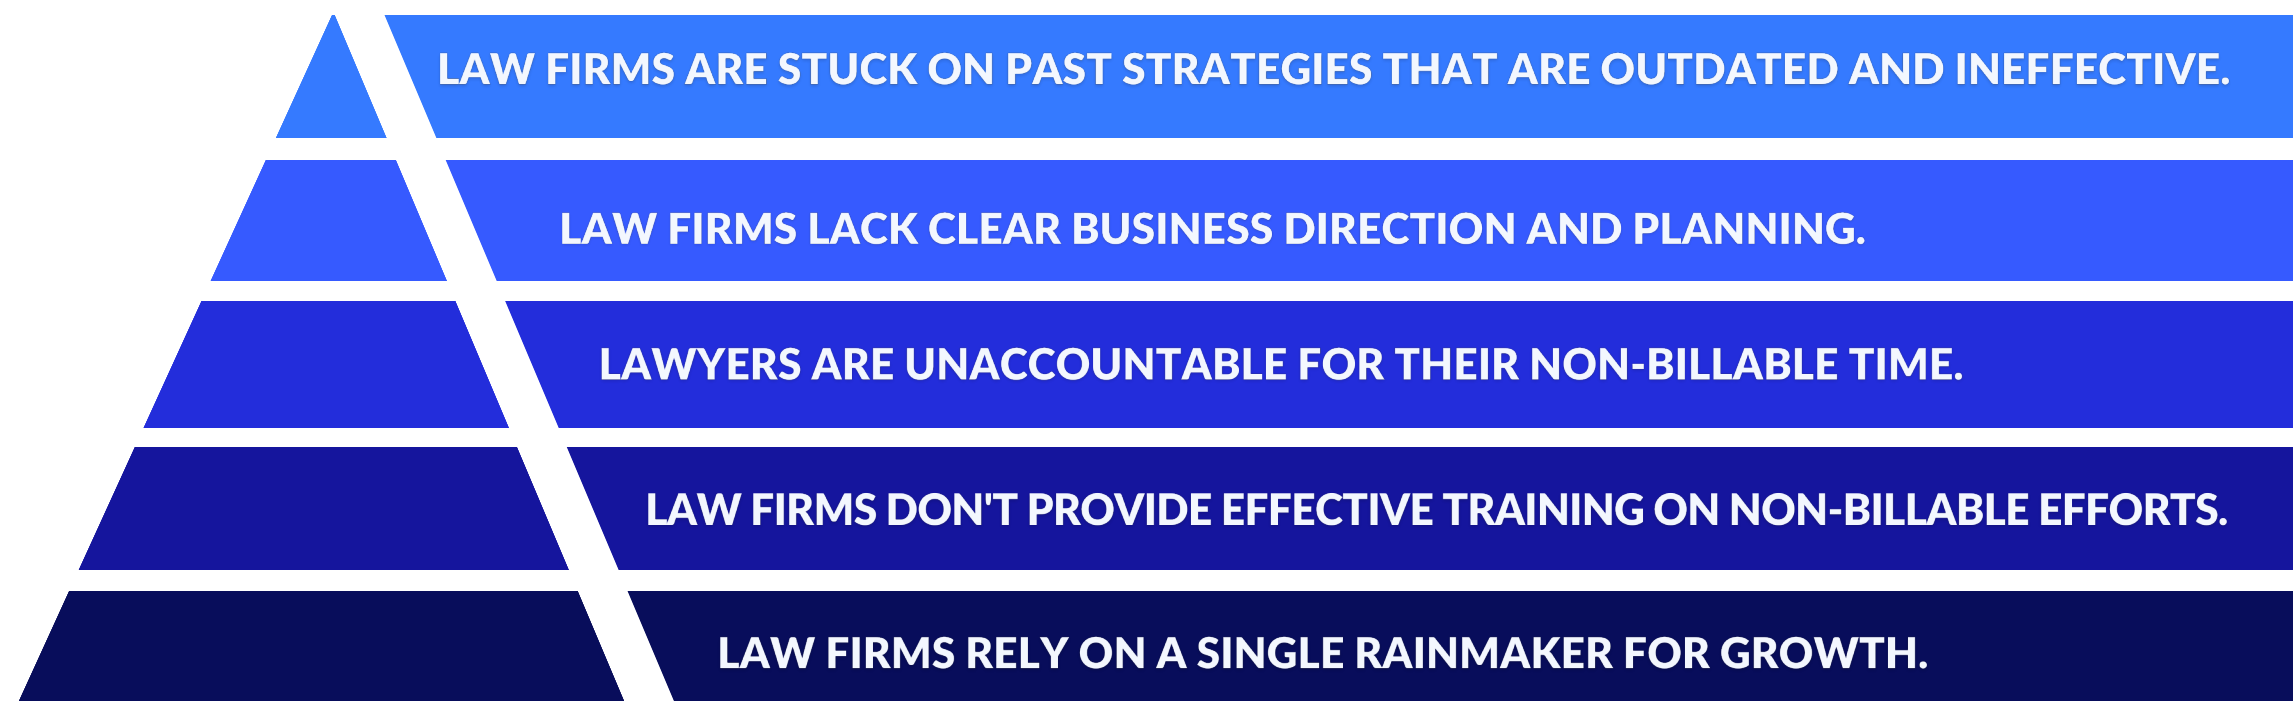 LAW FIRMS ARE STUCK ON PAST STRATEGIES THAT ARE OUTDATED AND INEFFECTIVE.
LAW FIRMS LACK CLEAR BUSINESS DIRECTION AND PLANNING.
LAWYERS ARE UNACCOUNTABLE FOR THEIR NON-BILLABLE TIME.
LAW FIRMS DON'T PROVIDE EFFECTIVE TRAINING ON NON-BILLABLE EFFORTS.
LAW FIRMS RELY ON A SINGLE RAINMAKER FOR GROWTH.